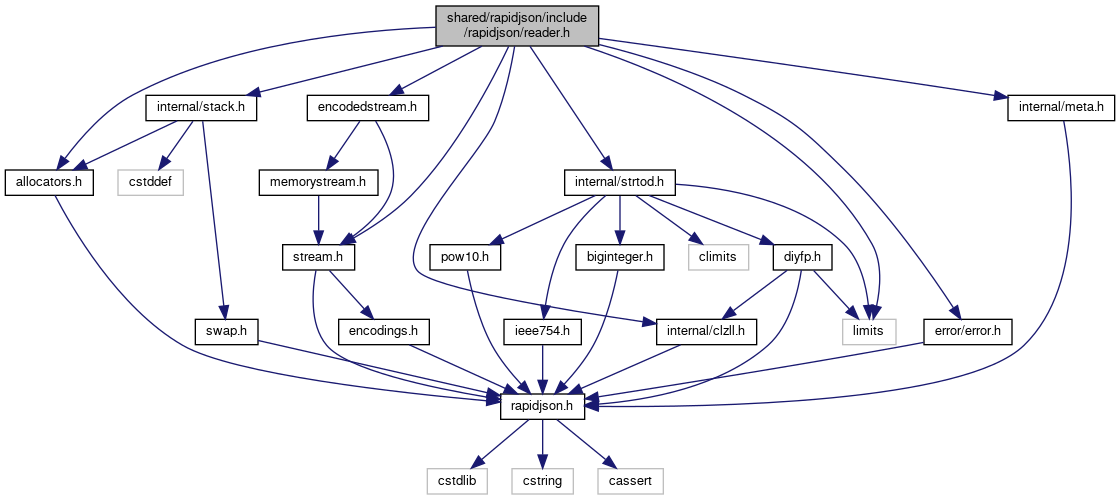 shared/rapidjson/include
/rapidjson/reader.h
internal/stack.h
encodedstream.h
internal/meta.h
allocators.h
cstddef
memorystream.h
internal/strtod.h
stream.h
pow10.h
biginteger.h
climits
diyfp.h
swap.h
encodings.h
ieee754.h
internal/clzll.h
limits
error/error.h
rapidjson.h
cstdlib
cstring
cassert